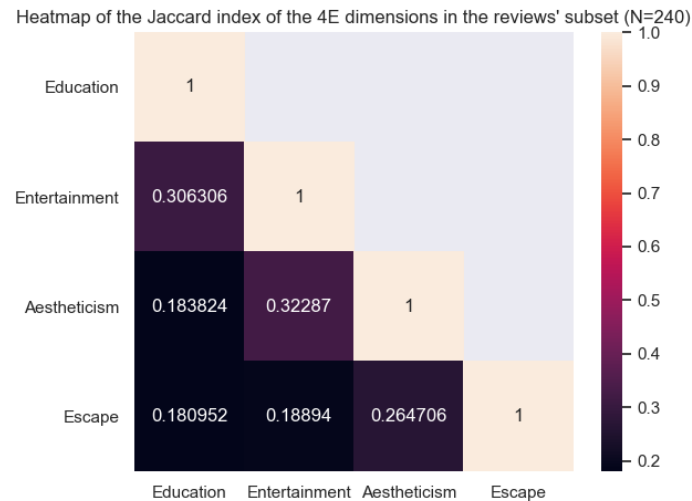 Heatmap of the Jaccard index of the 4E dimensions in the reviews' subset (N=240)
1.0
Education
1
0.9
0.8
Entertainment
0.306306
1
0.7
0.6
0.5
Aestheticism
0.183824
0.32287
1
0.4
0.3
Escape
0.180952
0.18894
0.264706
1
0.2
Education
Entertainment
Aestheticism
Escape